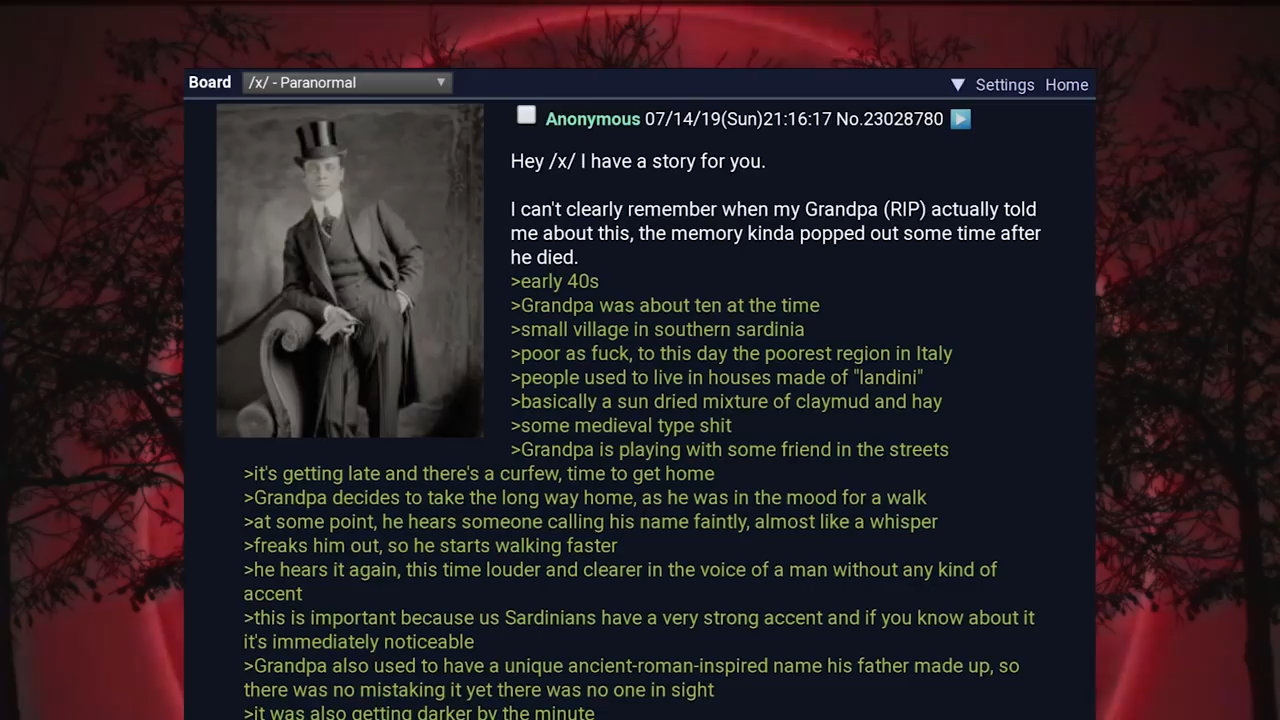 Board /x/ - Paranormal ▼ ▼ Settings Home
Anonymous 07/14/19(Sun)21:16:17 No.23028780
Hey /x/ I have a story for you.
I can't clearly remember when my Grandpa (RIP) actually told
me about this, the memory kinda popped out some time after
he died.
>early 40s
>Grandpa was about ten at the time
>small village in southern sardinia
>poor as fuck, to this day the poorest region in Italy
>people used to live in houses made of "landini"
>basically a sun dried mixture of claymud and hay
>some medieval type shit
>Grandpa is playing with some friend in the streets
>it's getting late and there's a curfew, time to get home
>Grandpa decides to take the long way home, as he was in the mood for a walk
>at some point, he hears someone calling his name faintly, almost like a whisper
>freaks him out, so he starts walking faster
>he hears it again, this time louder and clearer in the voice of a man without any kind of
accent
>this is important because us Sardinians have a very strong accent and if you know about it
it's immediately noticeable
>Grandpa also used to have a unique ancient-roman-inspired name his father made up, so
there was no mistaking it yet there was no one in sight
>it was also getting darker by the minute